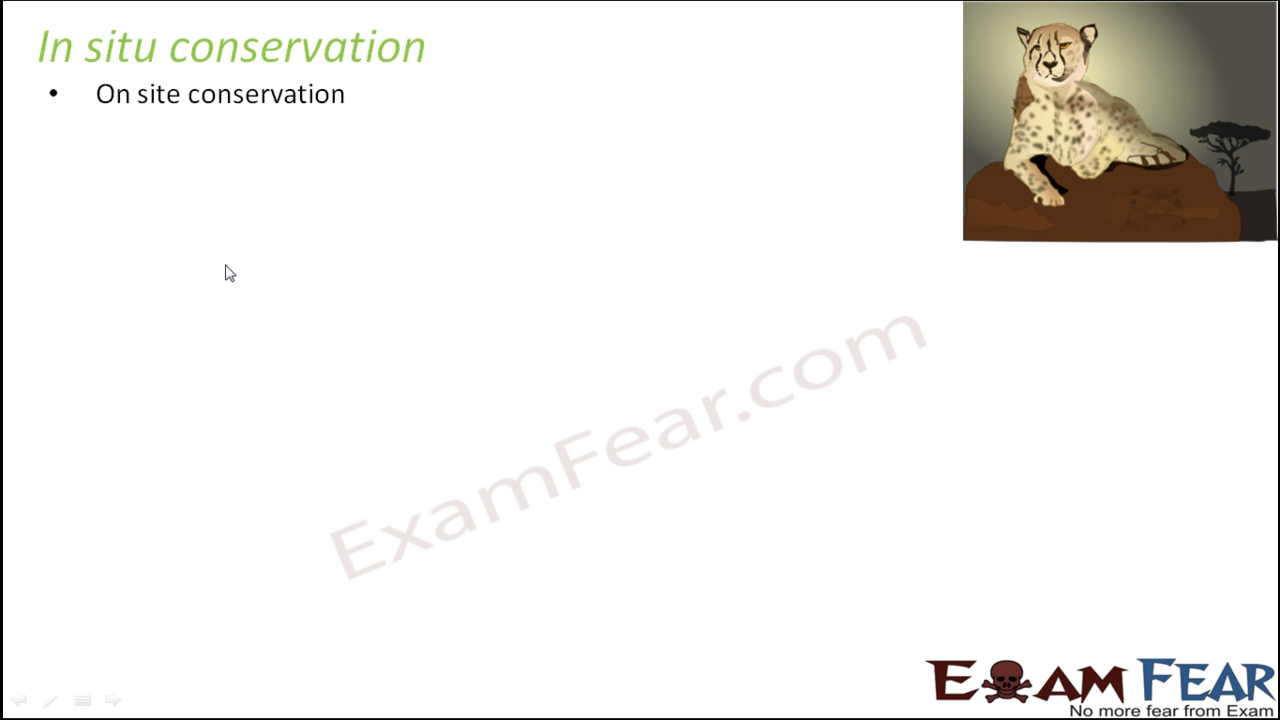 In situ conservation
• On site conservation
ExamFear.com
EXAM FEAR
No more fear from Exam